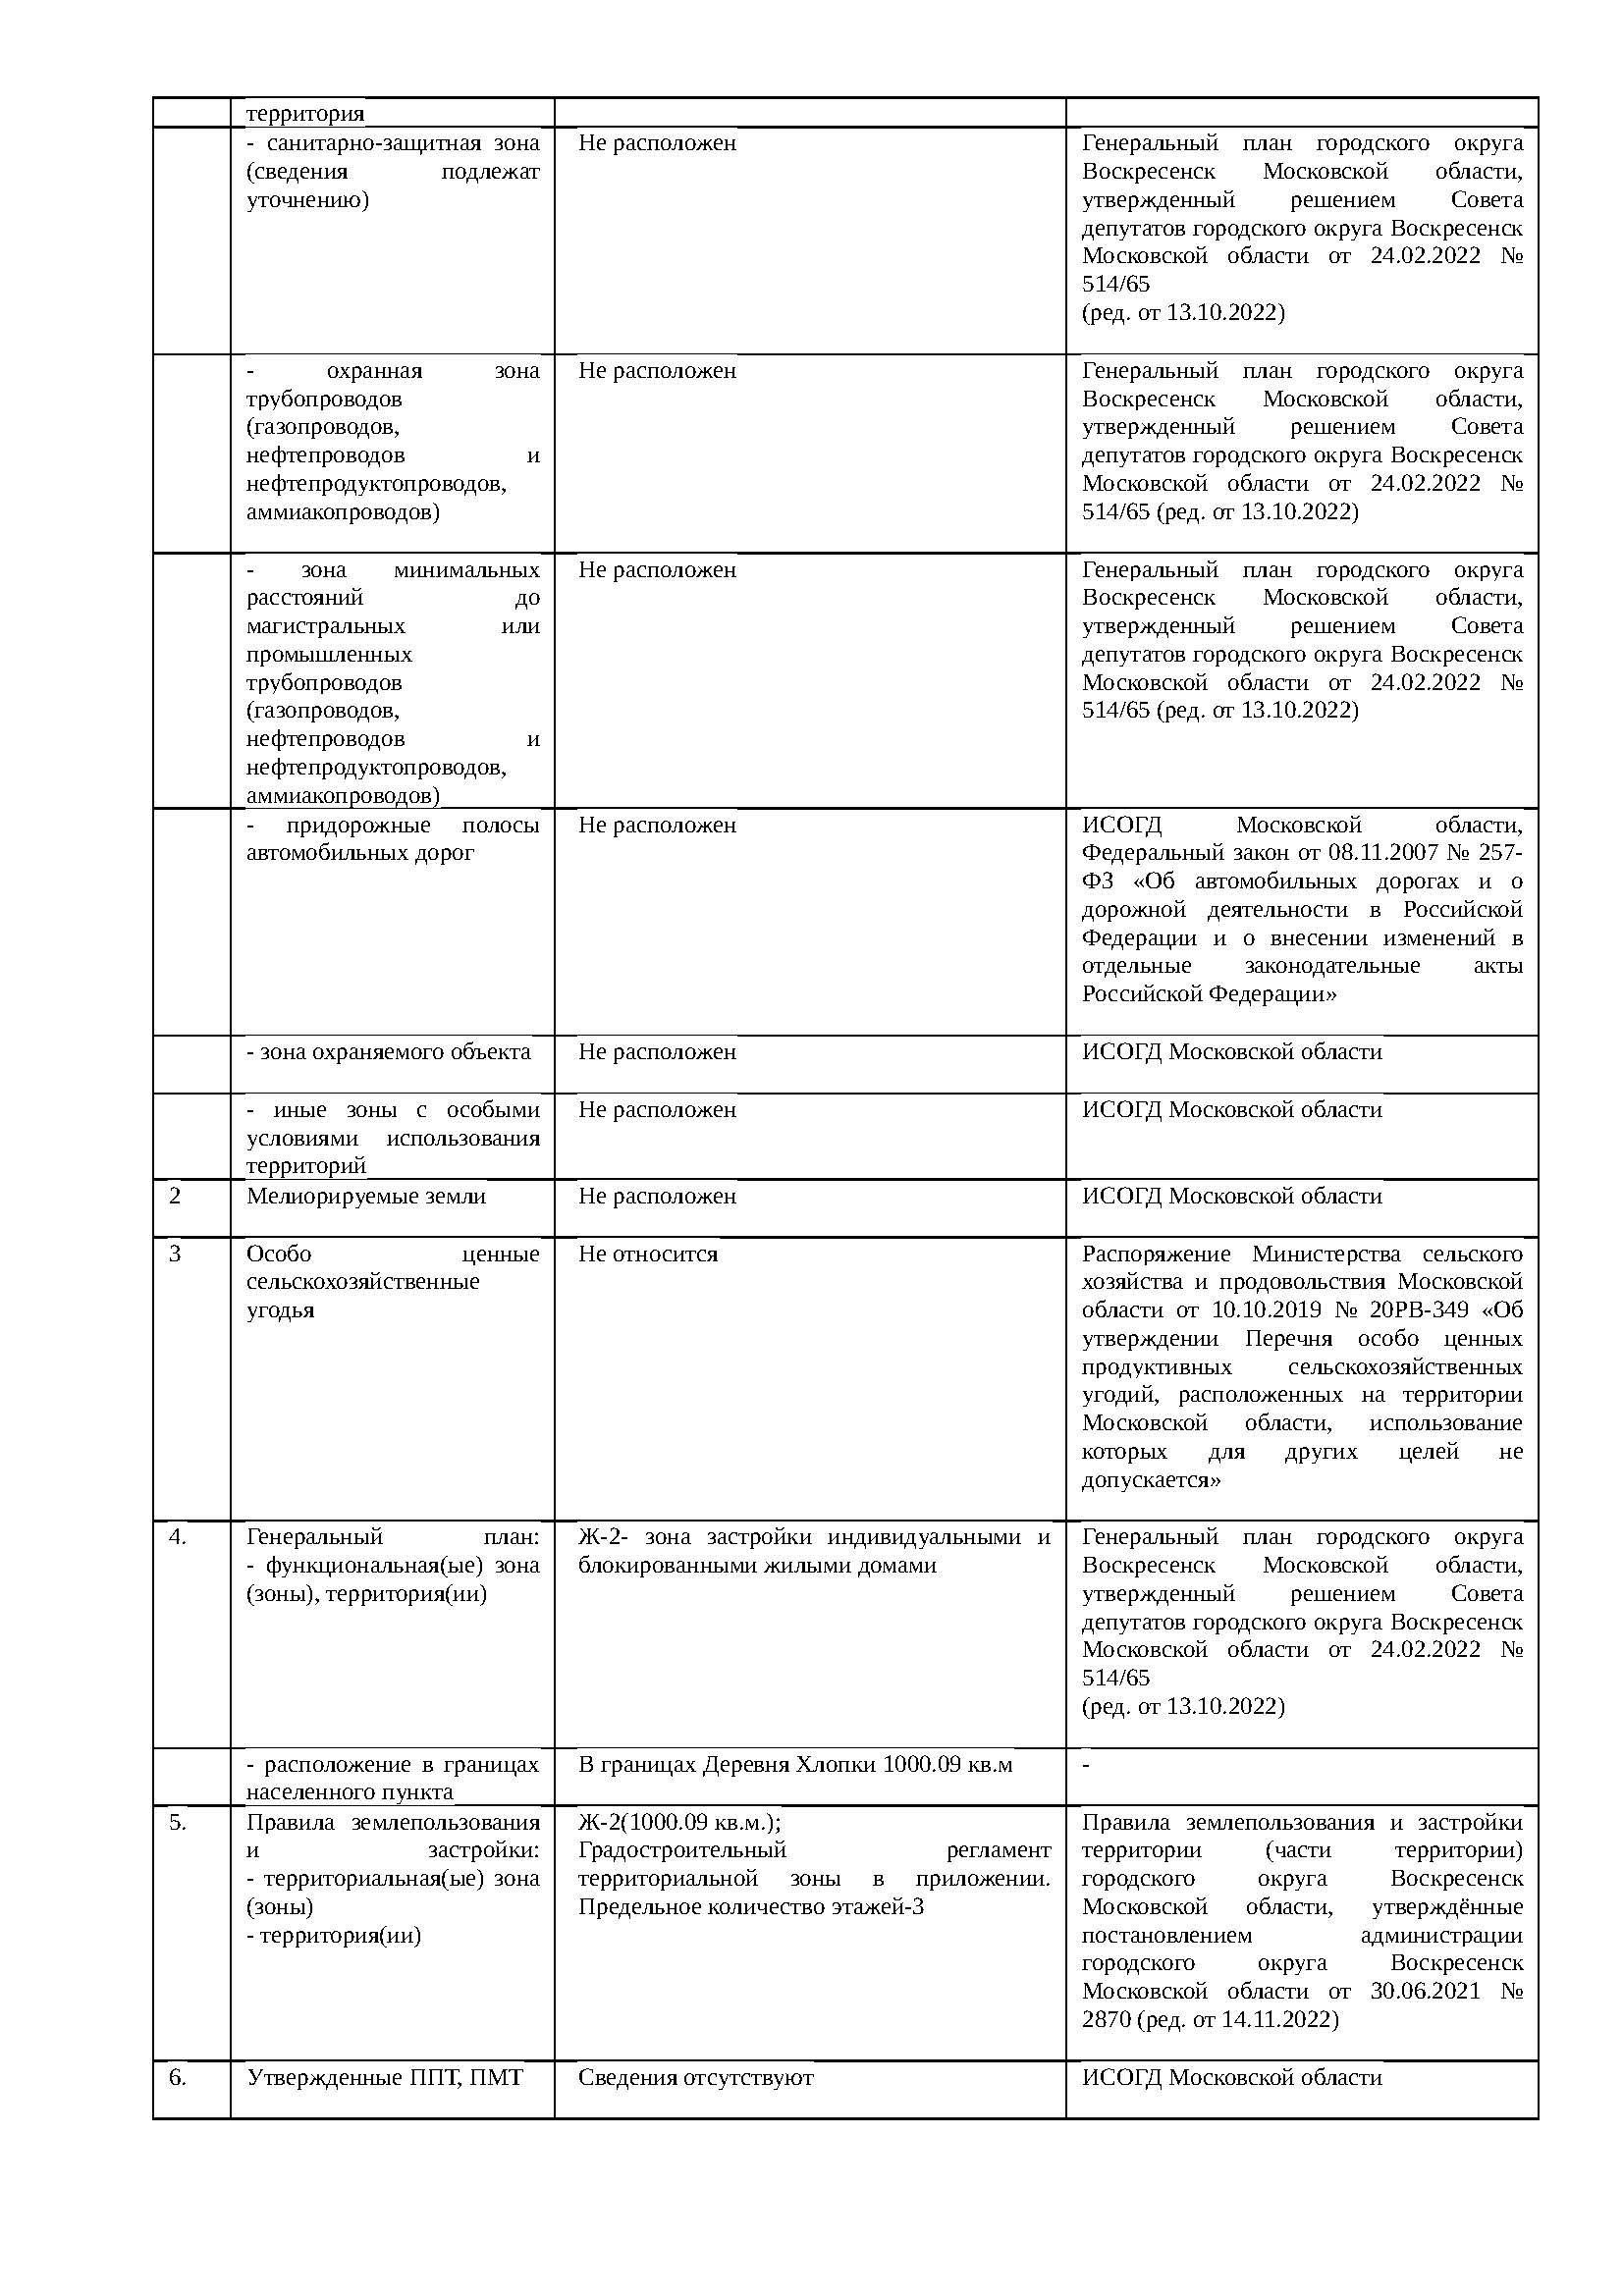 территория
- санитарно-защитная зона
(сведения подлежат
уточнению)
Не расположен
Генеральный план городского округа
Воскресенск Московской области,
утвержденный решением Совета
депутатов городского округа Воскресенск
Московской области от 24.02.2022 №
514/65
(ред. от 13.10.2022)
- охранная зона
трубопроводов
(газопроводов,
нефтепроводов и
нефтепродуктопроводов,
аммиакопроводов)
Не расположен
Генеральный план городского округа
Воскресенск Московской области,
утвержденный решением Совета
депутатов городского округа Воскресенск
Московской области от 24.02.2022 №
514/65 (ред. от 13.10.2022)
- зона минимальных
расстояний до
магистральных или
промышленных
трубопроводов
(газопроводов,
нефтепроводов и
нефтепродуктопроводов,
аммиакопроводов)
Не расположен
Генеральный план городского округа
Воскресенск Московской области,
утвержденный решением Совета
депутатов городского округа Воскресенск
Московской области от 24.02.2022 №
514/65 (ред. от 13.10.2022)
- придорожные полосы
автомобильных дорог
Не расположен
ИСОГД Московской области,
Федеральный закон от 08.11.2007 № 257-
ФЗ «Об автомобильных дорогах и о
дорожной деятельности в Российской
Федерации и о внесении изменений в
отдельные законодательные акты
Российской Федерации»
- зона охраняемого объекта
Не расположен
ИСОГД Московской области
- иные зоны с особыми
условиями использования
территорий
Не расположен
ИСОГД Московской области
2
Мелиорируемые земли
Не расположен
ИСОГД Московской области
3
Особо ценные
сельскохозяйственные
угодья
Не относится
Распоряжение Министерства сельского
хозяйства и продовольствия Московской
области от 10.10.2019 № 20РВ-349 «Об
утверждении Перечня особо ценных
продуктивных сельскохозяйственных
угодий, расположенных на территории
Московской области, использование
которых для других целей не
допускается»
4.
Генеральный план:
- функциональная(ые) зона
(зоны), территория(ии)
Ж-2- зона застройки индивидуальными и
блокированными жилыми домами
Генеральный план городского округа
Воскресенск Московской области,
утвержденный решением Совета
депутатов городского округа Воскресенск
Московской области от 24.02.2022 №
514/65
(ред. от 13.10.2022)
- расположение в границах
населенного пункта
В границах Деревня Хлопки 1000.09 кв.м
-
5.
Правила землепользования
и застройки:
- территориальная(ые) зона
(зоны)
- территория(ии)
Ж-2(1000.09 кв.м.);
Градостроительный регламент
территориальной зоны в приложении.
Предельное количество этажей-3
Правила землепользования и застройки
территории (части территории)
городского округа Воскресенск
Московской области, утверждённые
постановлением администрации
городского округа Воскресенск
Московской области от 30.06.2021 №
2870 (ред. от 14.11.2022)
6.
Утвержденные ППТ, ПМТ
Сведения отсутствуют
ИСОГД Московской области